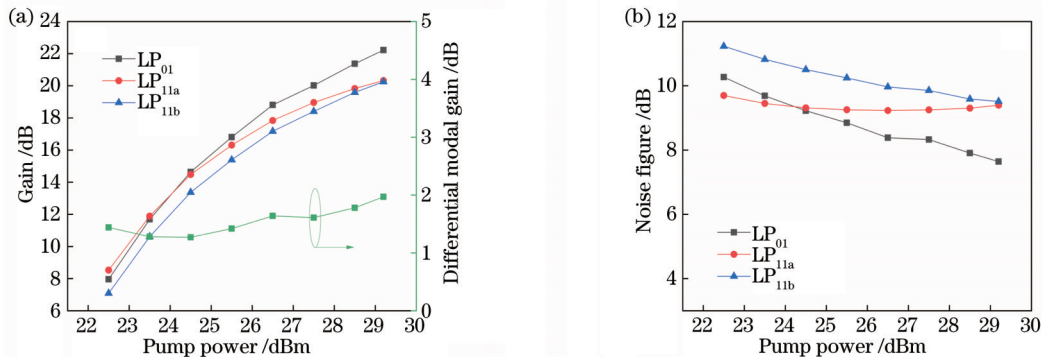 (a)
24
22
20
18
16
14
12
10
8
6
Gain /dB
LP01
LP11a
LP11b
5
4
3
2
1
0
Differential modal gain /dB
22 23 24 25 26 27 28 29 30
Pump power /dBm
(b)
12
10
8
6
4
Noise figure /dB
LP01
LP11a
LP11b
22 23 24 25 26 27 28 29 30
Pump power /dBm